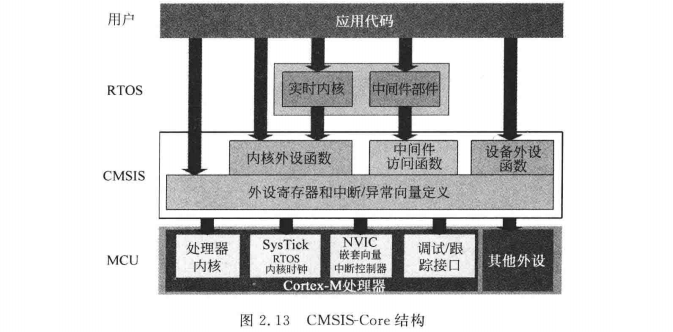 用户
应用代码
RTOS
实时内核
中间件部件
CMSIS
内核外设函数
中间件
访问函数
设备外设
函数
外设寄存器和中断/异常向量定义
MCU
处理器
内核
SysTick
RTOS
内核时钟
NVIC
嵌套向量
中断控制器
调试/跟
踪接口
其他外设
Cortex-M处理器
图 2.13 CMSIS-Core 结构